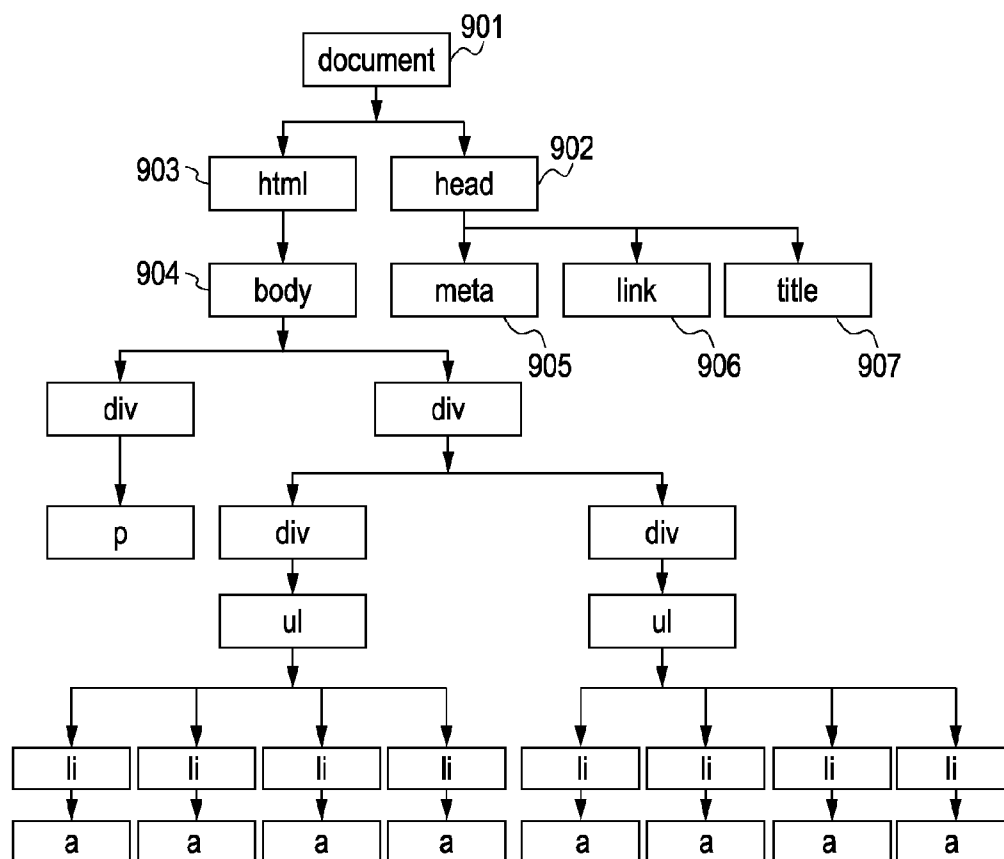 901
document
903
html
head
902
904
body
meta
link
title
905
906
907
div
div
p
div
div
ul
ul
li li li li li li li li
a a a a a a a a